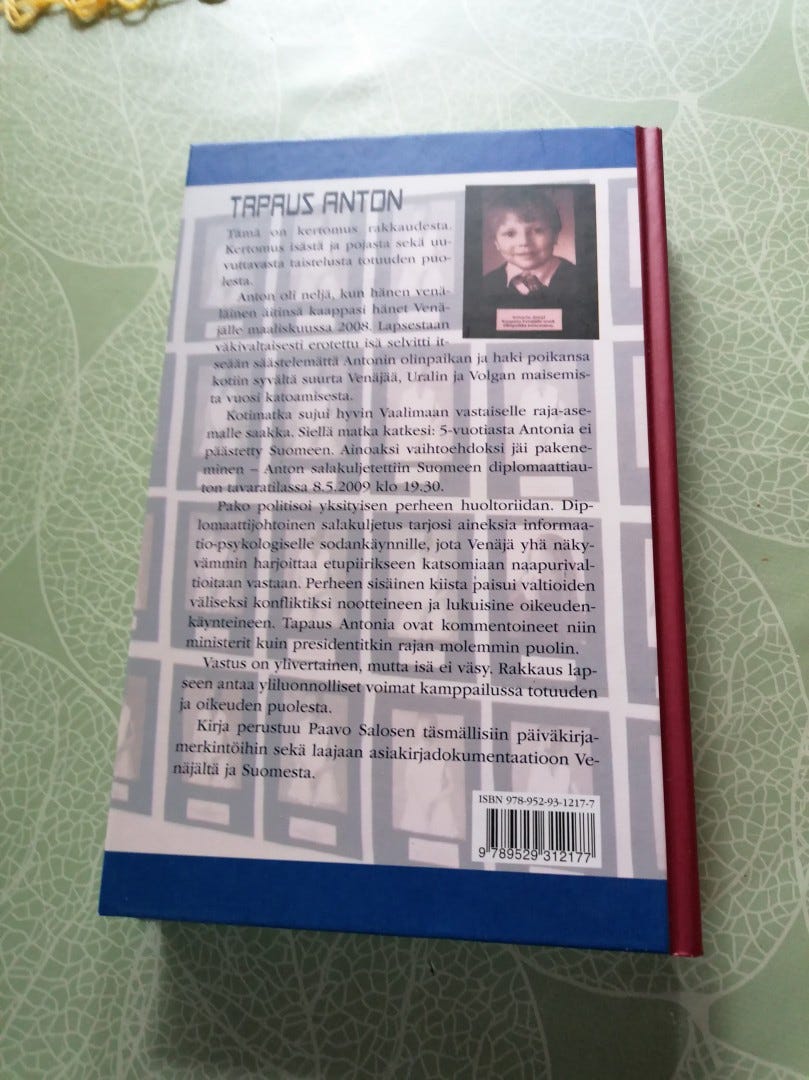 TAPAUS ANTON
Tämä on kertomus rakkaudesta.
Kertomus isästä ja pojasta sekä uu-
vuttavasta taistelusta totuuden puo-
lesta.
Anton oli neljä, kun hänen venä-
läinen äitinsä kaappasi hänet Venä-
jälle maaliskuussa 2008. Lapsestaan
väkivaltaisesti erotettu isä selvitti it-
seään säästelemättä Antonin olinpaikan ja haki poikansa
kotiin syvältä suurta Venäjää, Uralin ja Volgan maisemis-
ta vuosi katoamisesta.
Kotimatka sujui hyvin Vaalimaan vastaiselle raja-ase-
malle saakka. Siellä matka katkesi: 5-vuotiasta Antonia ei
päästetty Suomeen. Ainoaksi vaihtoehdoksi jäi pakene-
minen – Anton salakuljetettiin Suomeen diplomaattiau-
ton tavaratilassa 8.5.2009 klo 19.30.
Pako politisoi yksityisen perheen huoltoriidan. Dip-
lomaattijohtoinen salakuljetus tarjosi aineksia informaa-
tio-psykologiselle sodankäynnille, jota Venäjä yhä näky-
vämmin harjoittaa etupiirikseen katsomiaan naapurival-
tioitaan vastaan. Perheen sisäinen kiista paisui valtioiden
väliseksi konfliktiksi nootteineen ja lukuisine oikeuden-
käynteineen. Tapaus Antonia ovat kommentoineet niin
ministerit kuin presidentitkin rajan molemmin puolin.
Vastus on ylivertainen, mutta isä ei väsy. Rakkaus lap-
seen antaa yliluonnolliset voimat kamppailussa totuuden
ja oikeuden puolesta.
Kirja perustuu Paavo Salosen täsmällisiin päiväkirja-
merkintöihin sekä laajaan asiakirjadokumentaatioon Ve-
näjältä ja Suomesta.
ISBN 978-952-93-1217-7
9 789529 312177